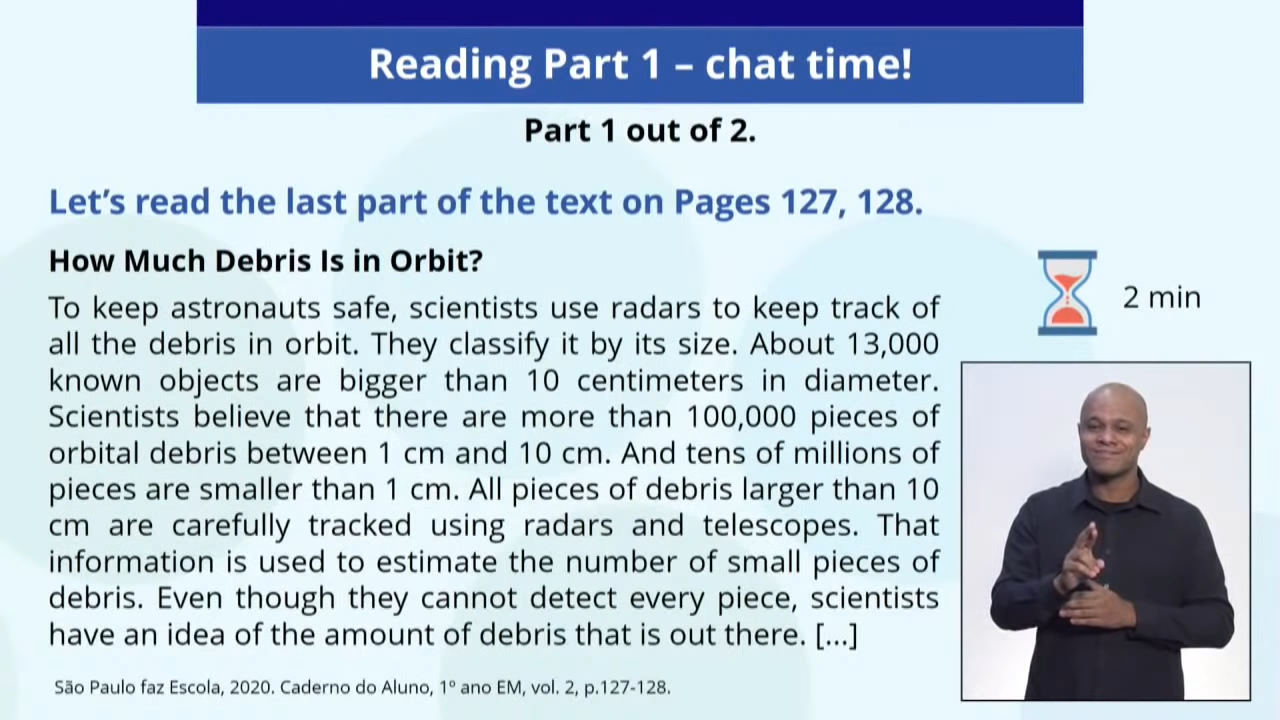 Reading Part 1 – chat time!
Part 1 out of 2.
Let's read the last part of the text on Pages 127, 128.
How Much Debris Is in Orbit?
To keep astronauts safe, scientists use radars to keep track of
all the debris in orbit. They classify it by its size. About 13,000
known objects are bigger than 10 centimeters in diameter.
Scientists believe that there are more than 100,000 pieces of
orbital debris between 1 cm and 10 cm. And tens of millions of
pieces are smaller than 1 cm. All pieces of debris larger than 10
cm are carefully tracked using radars and telescopes. That
information is used to estimate the number of small pieces of
debris. Even though they cannot detect every piece, scientists
have an idea of the amount of debris that is out there. [...]
2 min
São Paulo faz Escola, 2020. Caderno do Aluno, 1º ano EM, vol. 2, p.127-128.